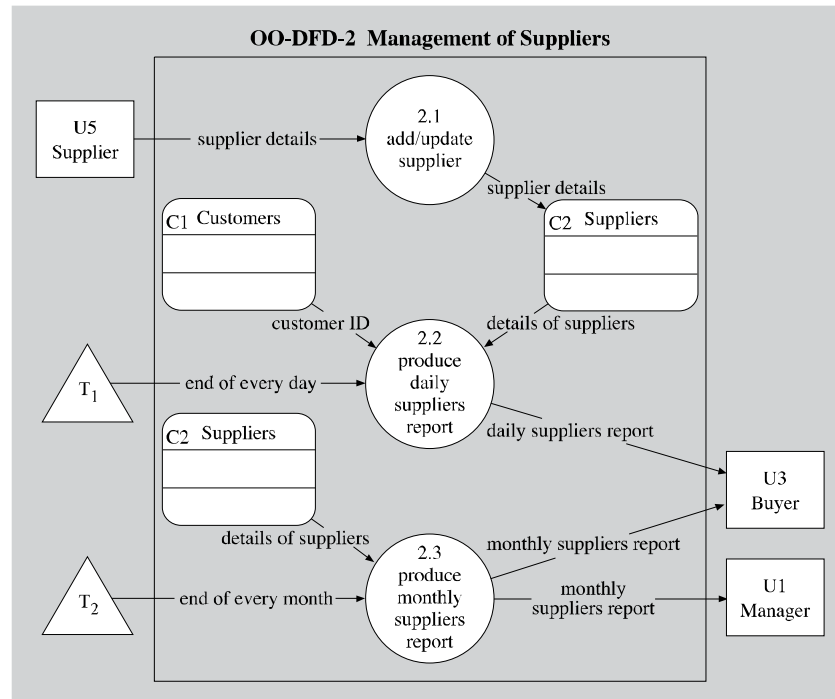 OO-DFD-2 Management of Suppliers
U5
Supplier
supplier details
2.1
add/update
supplier
supplier details
C1 Customers
C2 Suppliers
customer ID
details of suppliers
T1
end of every day
2.2
produce
daily
suppliers
report
C2 Suppliers
daily suppliers report
U3
Buyer
details of suppliers
monthly suppliers report
T2
end of every month
2.3
produce
monthly
suppliers
report
monthly
suppliers report
U1
Manager